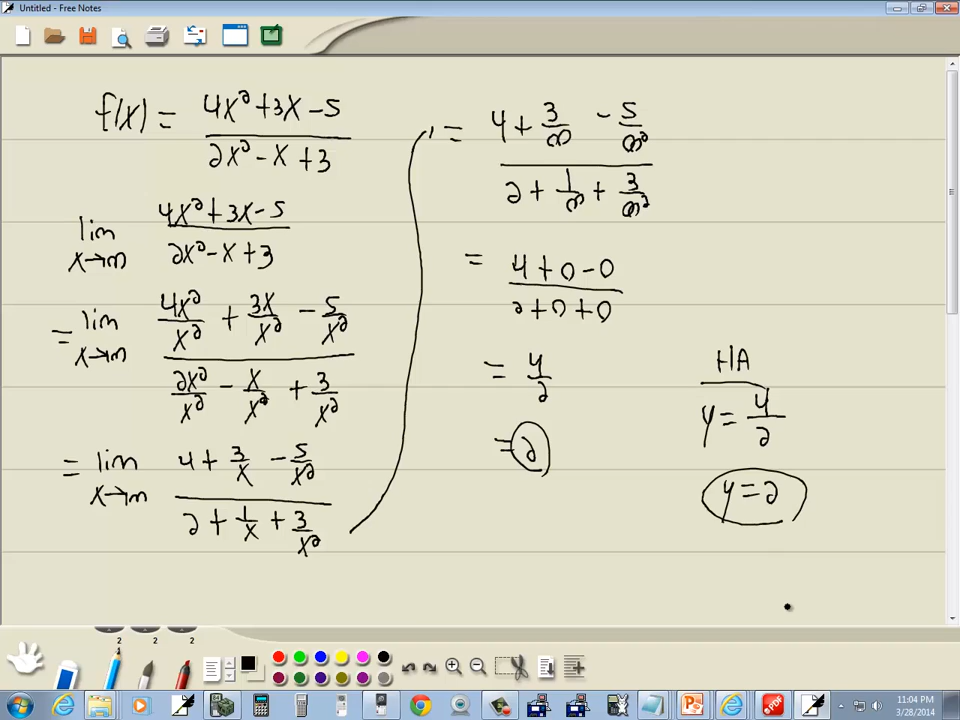 Untitled - Free Notes
f(x) = (4x² + 3x - 5) / (2x² - x + 3)
lim x→∞ (4x² + 3x - 5) / (2x² - x + 3)
= lim x→∞ (4x²/x² + 3x/x² - 5/x²) / (2x²/x² - x/x² + 3/x²)
= lim x→∞ (4 + 3/x - 5/x²) / (2 + 1/x + 3/x²)
= (4 + 3/∞ - 5/∞²) / (2 + 1/∞ + 3/∞²)
= (4 + 0 - 0) / (2 + 0 + 0)
= 4/2
= 2
HA
y = 4/2
y = 2
2 2 2
11:04 PM
3/28/2014